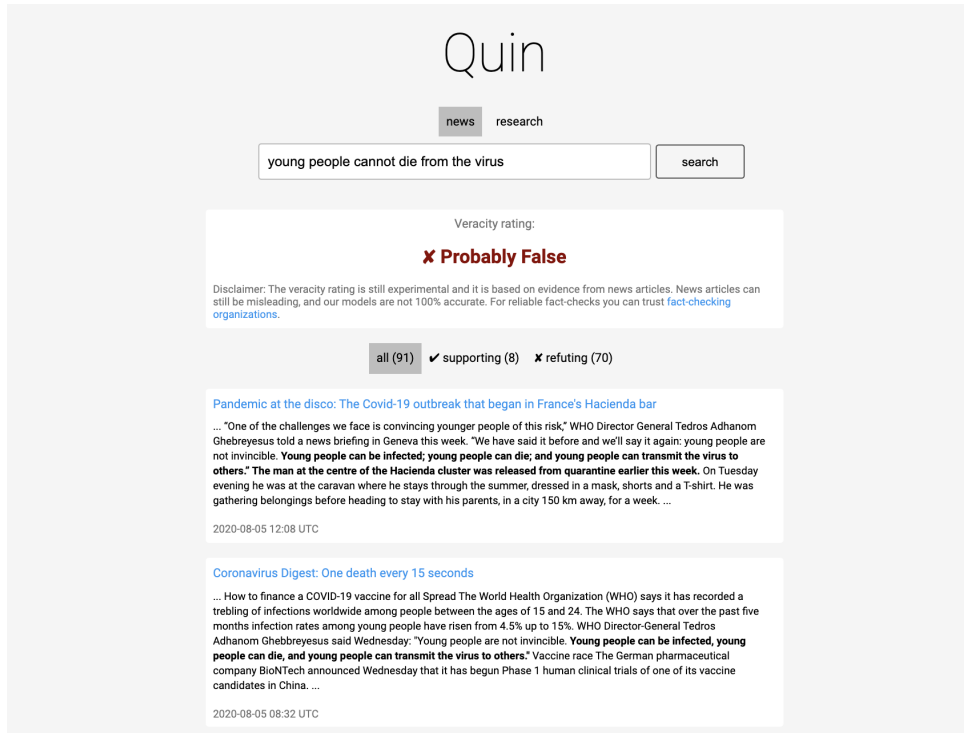 Quin
news research
young people cannot die from the virus search
Veracity rating:
✘ Probably False
Disclaimer: The veracity rating is still experimental and it is based on evidence from news articles. News articles can
still be misleading, and our models are not 100% accurate. For reliable fact-checks you can trust fact-checking
organizations.
all (91) ✔ supporting (8) ✘ refuting (70)
Pandemic at the disco: The Covid-19 outbreak that began in France's Hacienda bar
... “One of the challenges we face is convincing younger people of this risk,” WHO Director General Tedros Adhanom
Ghebreyesus told a news briefing in Geneva this week. “We have said it before and we’ll say it again: young people are
not invincible. Young people can be infected; young people can die; and young people can transmit the virus to
others.” The man at the centre of the Hacienda cluster was released from quarantine earlier this week. On Tuesday
evening he was at the caravan where he stays through the summer, dressed in a mask, shorts and a T-shirt. He was
gathering belongings before heading to stay with his parents, in a city 150 km away, for a week. ...
2020-08-05 12:08 UTC
Coronavirus Digest: One death every 15 seconds
... How to finance a COVID-19 vaccine for all Spread The World Health Organization (WHO) says it has recorded a
trebling of infections worldwide among people between the ages of 15 and 24. The WHO says that over the past five
months infection rates among young people have risen from 4.5% up to 15%. WHO Director-General Tedros
Adhanom Ghebbreyesus said Wednesday: "Young people are not invincible. Young people can be infected, young
people can die, and young people can transmit the virus to others." Vaccine race The German pharmaceutical
company BioNTech announced Wednesday that it has begun Phase 1 human clinical trials of one of its vaccine
candidates in China. ...
2020-08-05 08:32 UTC